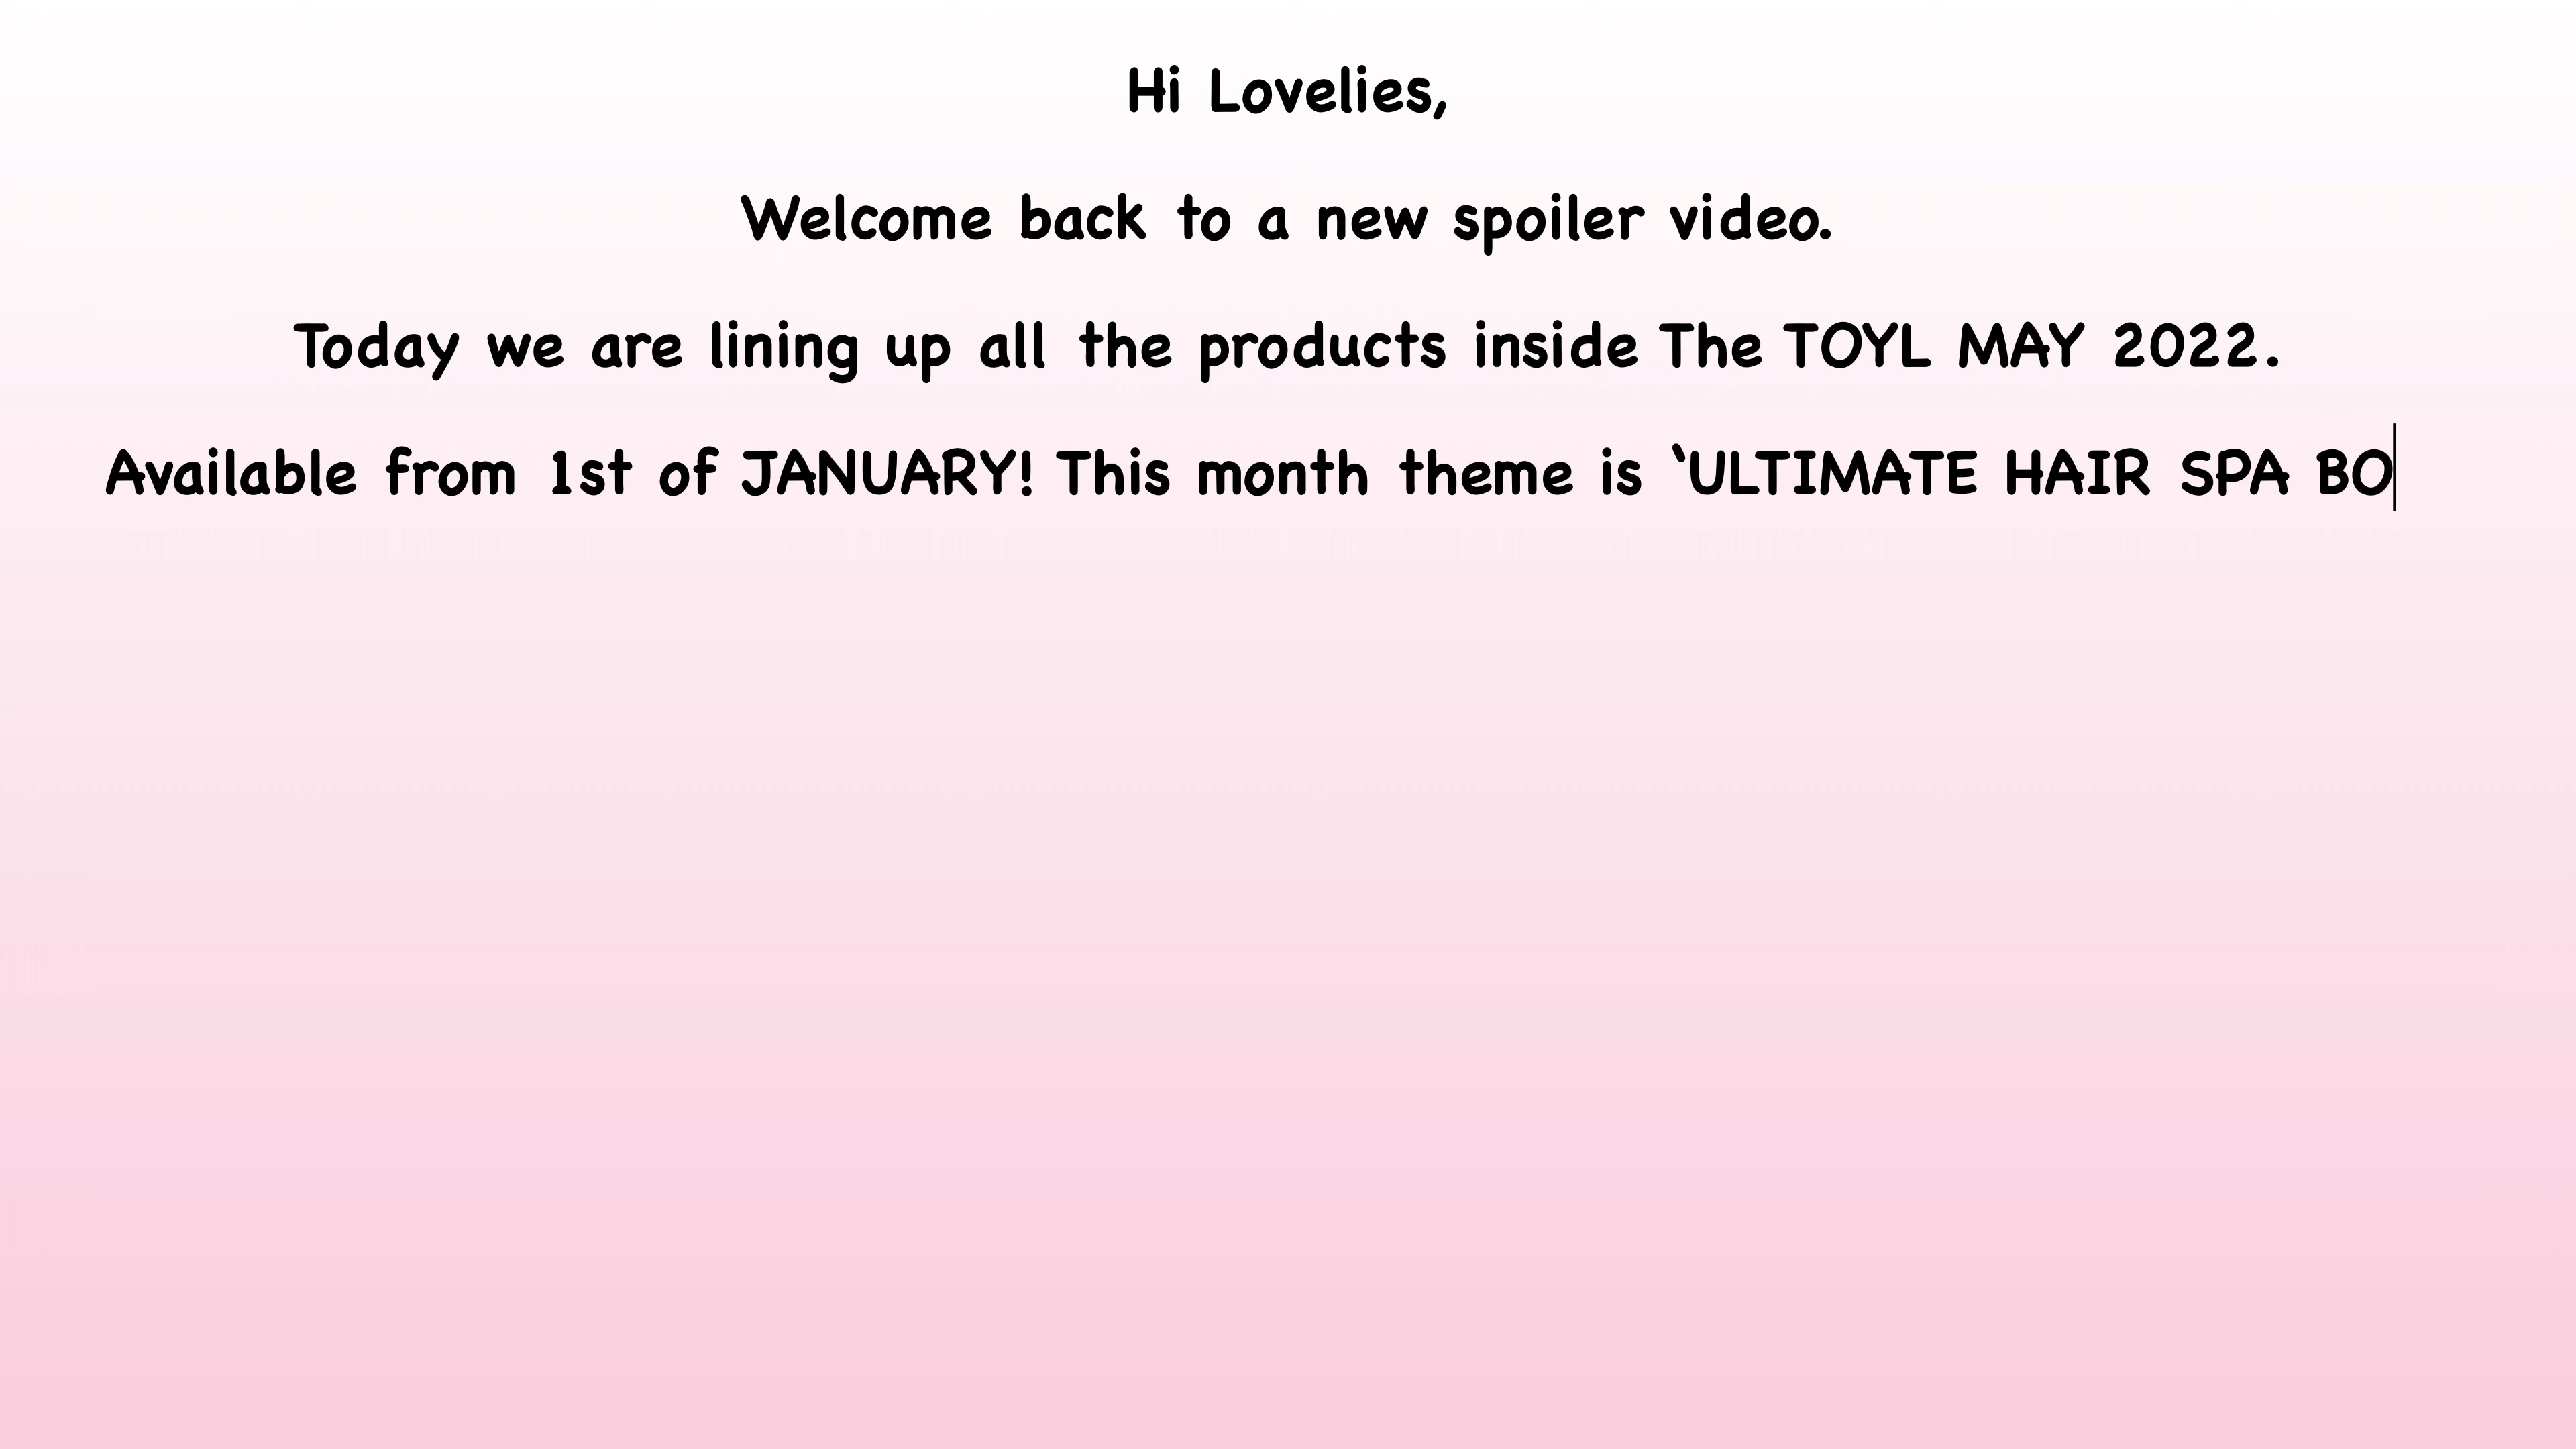 Hi Lovelies,
Welcome back to a new spoiler video.
Today we are lining up all the products inside The TOYL MAY 2022.
Available from 1st of JANUARY! This month theme is ‘ULTIMATE HAIR SPA BO